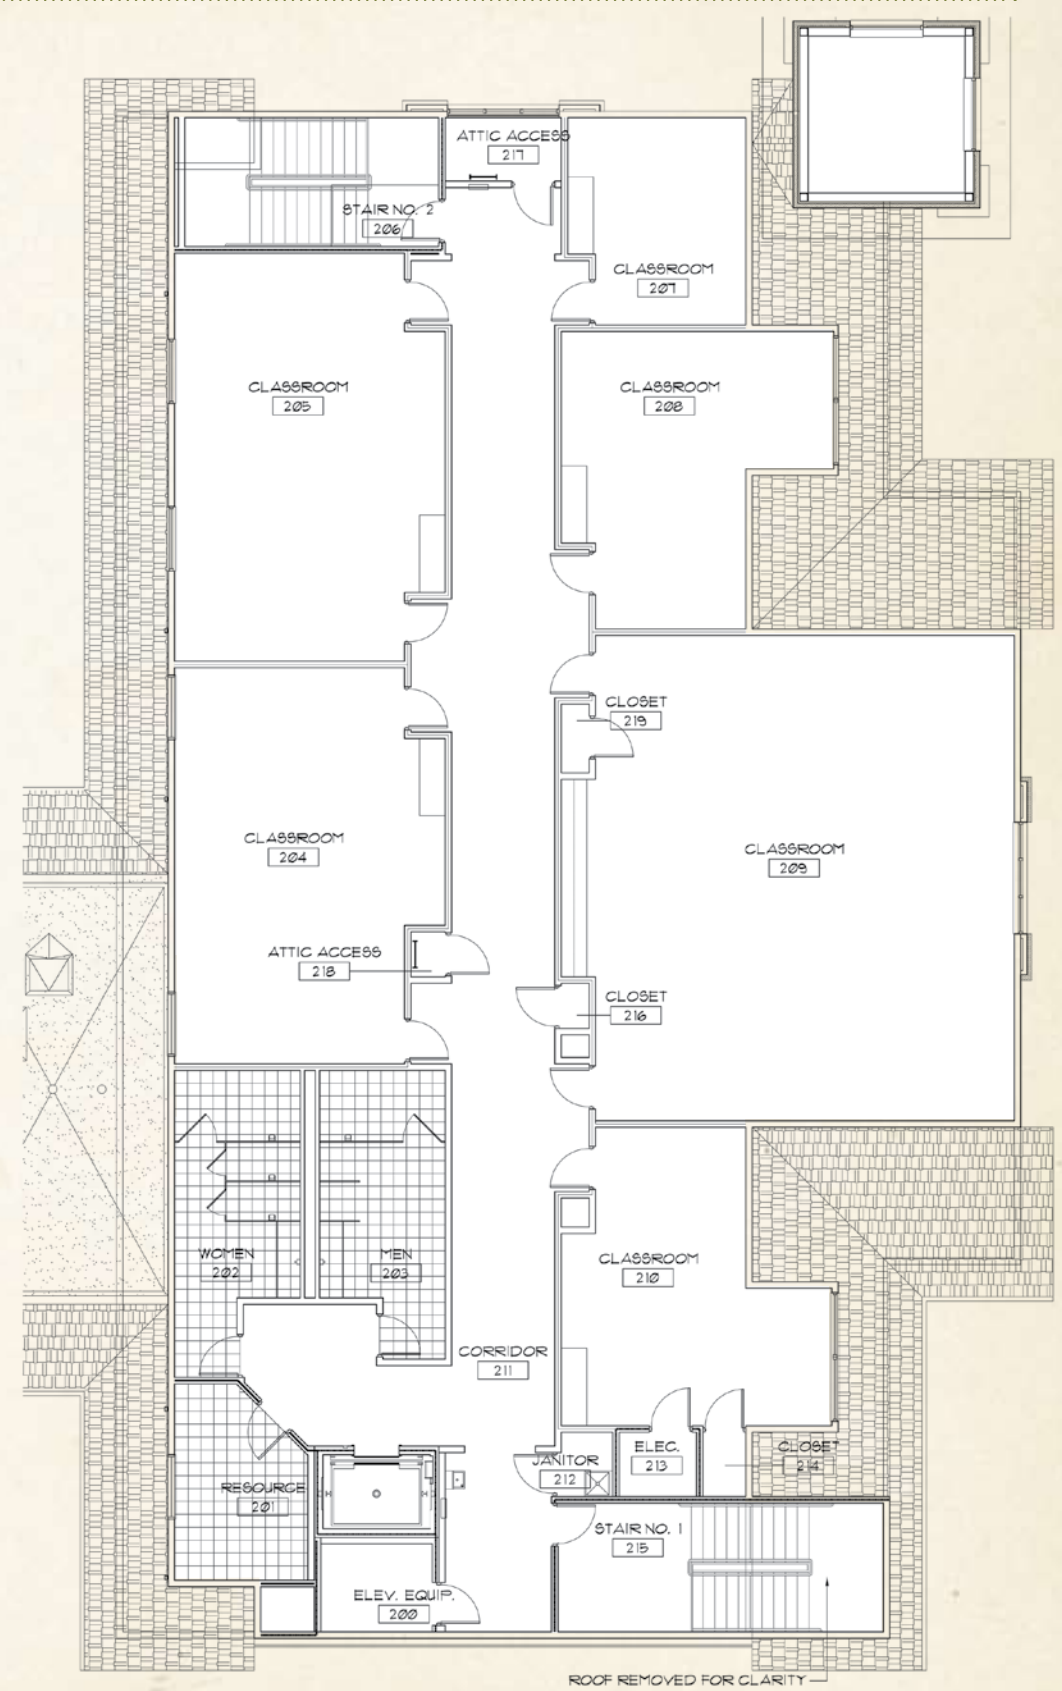 ATTIC ACCESS
217
STAIR NO. 2
206
CLASSROOM
207
CLASSROOM
205
CLASSROOM
208
CLOSET
219
CLASSROOM
204
CLASSROOM
209
ATTIC ACCESS
218
CLOSET
216
WOMEN
202
MEN
203
CLASSROOM
210
CORRIDOR
211
ELEC.
213
CLOSET
214
JANITOR
212
RESOURCE
201
STAIR NO. 1
215
ELEV. EQUIP.
200
ROOF REMOVED FOR CLARITY